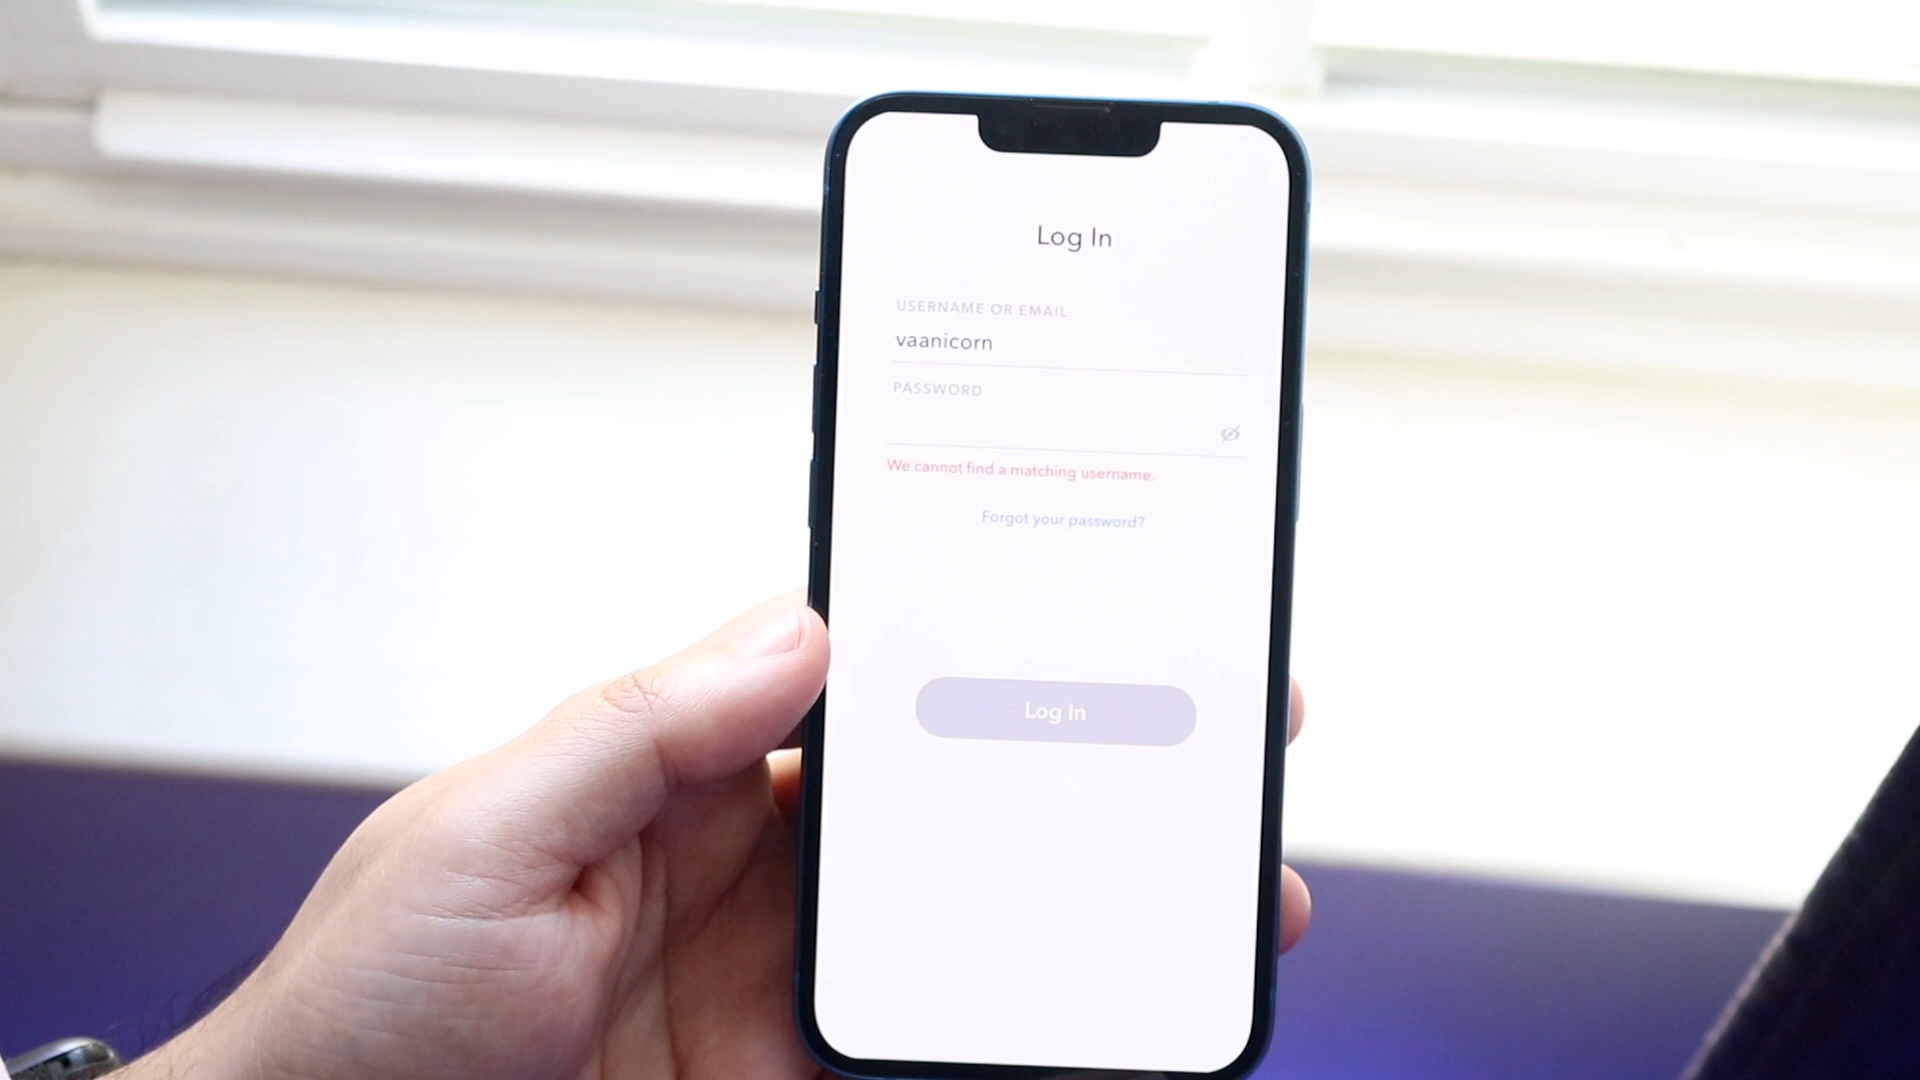 Log In
USERNAME OR EMAIL
vaanicorn
PASSWORD
We cannot find a matching username.
Forgot your password?
Log In